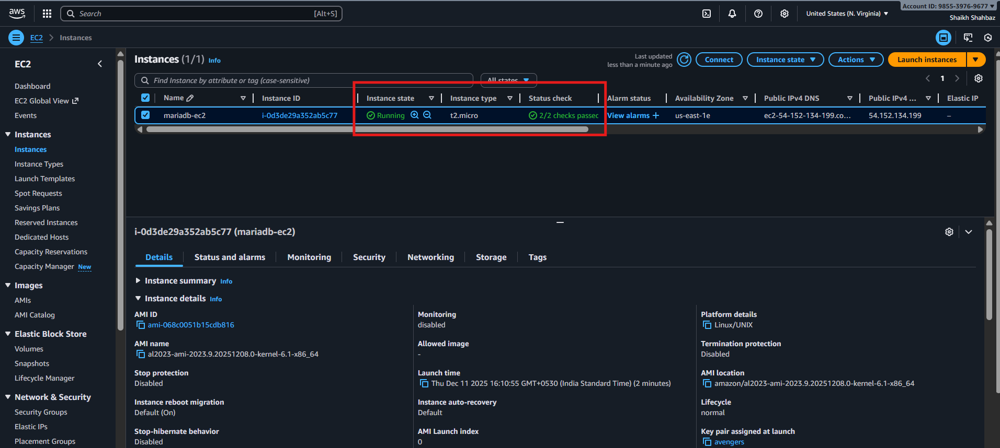 aws
Search [Alt+S]
United States (N. Virginia)
Account ID: 9855-3976-9677
Shaikh Shahbaz
EC2 Instances
EC2
Dashboard
EC2 Global View
Events
Instances
Instances
Instance Types
Launch Templates
Spot Requests
Savings Plans
Reserved Instances
Dedicated Hosts
Capacity Reservations
Capacity Manager New
Images
AMIs
AMI Catalog
Elastic Block Store
Volumes
Snapshots
Lifecycle Manager
Network & Security
Security Groups
Elastic IPs
Placement Groups
Instances (1/1) Info
Last updated
less than a minute ago
Connect Instance state Actions Launch instances
Find Instance by attribute or tag (case-sensitive) All states 1
Name Instance ID Instance state Instance type Status check Alarm status Availability Zone Public IPv4 DNS Public IPv4 ... Elastic IP
mariadb-ec2 i-0d3de29a352ab5c77 Running t2.micro 2/2 checks passec View alarms + us-east-1e ec2-54-152-134-199.co... 54.152.134.199 –
i-0d3de29a352ab5c77 (mariadb-ec2)
Details Status and alarms Monitoring Security Networking Storage Tags
Instance summary Info
Instance details Info
AMI ID
ami-068c0051b15cdb816
AMI name
al2023-ami-2023.9.20251208.0-kernel-6.1-x86_64
Stop protection
Disabled
Instance reboot migration
Default (On)
Stop-hibernate behavior
Disabled
Monitoring
disabled
Allowed image
-
Launch time
Thu Dec 11 2025 16:10:55 GMT+0530 (India Standard Time) (2 minutes)
Instance auto-recovery
Default
AMI Launch index
0
Platform details
Linux/UNIX
Termination protection
Disabled
AMI location
amazon/al2023-ami-2023.9.20251208.0-kernel-6.1-x86_64
Lifecycle
normal
Key pair assigned at launch
avengers